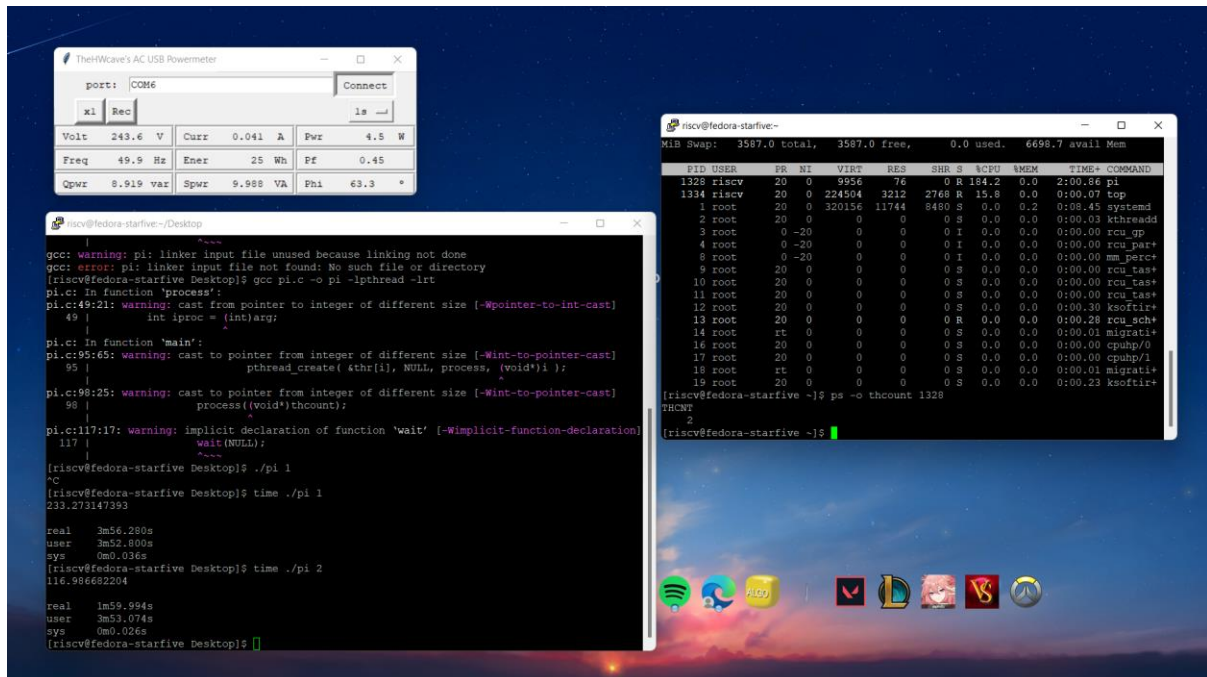 TheHWcave's AC USB Powermeter
port: COM6 Connect
x1 Rec 1s
Volt 243.6 V Curr 0.041 A Pwr 4.5 W
Freq 49.9 Hz Ener 25 Wh Pf 0.45
Qpwr 8.919 var Spwr 9.988 VA Phi 63.3 °
riscv@fedora-starfive:~/Desktop
| ^~~~
gcc: warning: pi: linker input file unused because linking not done
gcc: error: pi: linker input file not found: No such file or directory
[riscv@fedora-starfive Desktop]$ gcc pi.c -o pi -lpthread -lrt
pi.c: In function ‘process’:
pi.c:49:21: warning: cast from pointer to integer of different size [-Wpointer-to-int-cast]
49 | int iproc = (int)arg;
| ^
pi.c: In function ‘main’:
pi.c:95:65: warning: cast to pointer from integer of different size [-Wint-to-pointer-cast]
95 | pthread_create( &thr[i], NULL, process, (void*)i );
| ^
pi.c:98:25: warning: cast to pointer from integer of different size [-Wint-to-pointer-cast]
98 | process((void*)thcount);
| ^
pi.c:117:17: warning: implicit declaration of function ‘wait’ [-Wimplicit-function-declaration]
117 | wait(NULL);
| ^~~~
[riscv@fedora-starfive Desktop]$ ./pi 1
^C
[riscv@fedora-starfive Desktop]$ time ./pi 1
233.273147393
real 3m56.280s
user 3m52.800s
sys 0m0.036s
[riscv@fedora-starfive Desktop]$ time ./pi 2
116.986682204
real 1m59.994s
user 3m53.074s
sys 0m0.026s
[riscv@fedora-starfive Desktop]$
riscv@fedora-starfive:~
MiB Swap: 3587.0 total, 3587.0 free, 0.0 used. 6698.7 avail Mem
PID USER PR NI VIRT RES SHR S %CPU %MEM TIME+ COMMAND
1328 riscv 20 0 9956 76 0 R 184.2 0.0 2:00.86 pi
1334 riscv 20 0 224504 3212 2768 R 15.8 0.0 0:00.07 top
1 root 20 0 320156 11744 8480 S 0.0 0.2 0:08.45 systemd
2 root 20 0 0 0 0 S 0.0 0.0 0:00.03 kthreadd
3 root 0 -20 0 0 0 I 0.0 0.0 0:00.00 rcu_gp
4 root 0 -20 0 0 0 I 0.0 0.0 0:00.00 rcu_par+
8 root 0 -20 0 0 0 I 0.0 0.0 0:00.00 mm_perc+
9 root 20 0 0 0 0 S 0.0 0.0 0:00.00 rcu_tas+
10 root 20 0 0 0 0 S 0.0 0.0 0:00.00 rcu_tas+
11 root 20 0 0 0 0 S 0.0 0.0 0:00.00 rcu_tas+
12 root 20 0 0 0 0 S 0.0 0.0 0:00.30 ksoftir+
13 root 20 0 0 0 0 R 0.0 0.0 0:00.28 rcu_sch+
14 root rt 0 0 0 0 S 0.0 0.0 0:00.01 migrati+
16 root 20 0 0 0 0 S 0.0 0.0 0:00.00 cpuhp/0
17 root 20 0 0 0 0 S 0.0 0.0 0:00.00 cpuhp/1
18 root rt 0 0 0 0 S 0.0 0.0 0:00.01 migrati+
19 root 20 0 0 0 0 S 0.0 0.0 0:00.23 ksoftir+
[riscv@fedora-starfive ~]$ ps -o thcount 1328
THCNT
2
[riscv@fedora-starfive ~]$
ALGO
VS